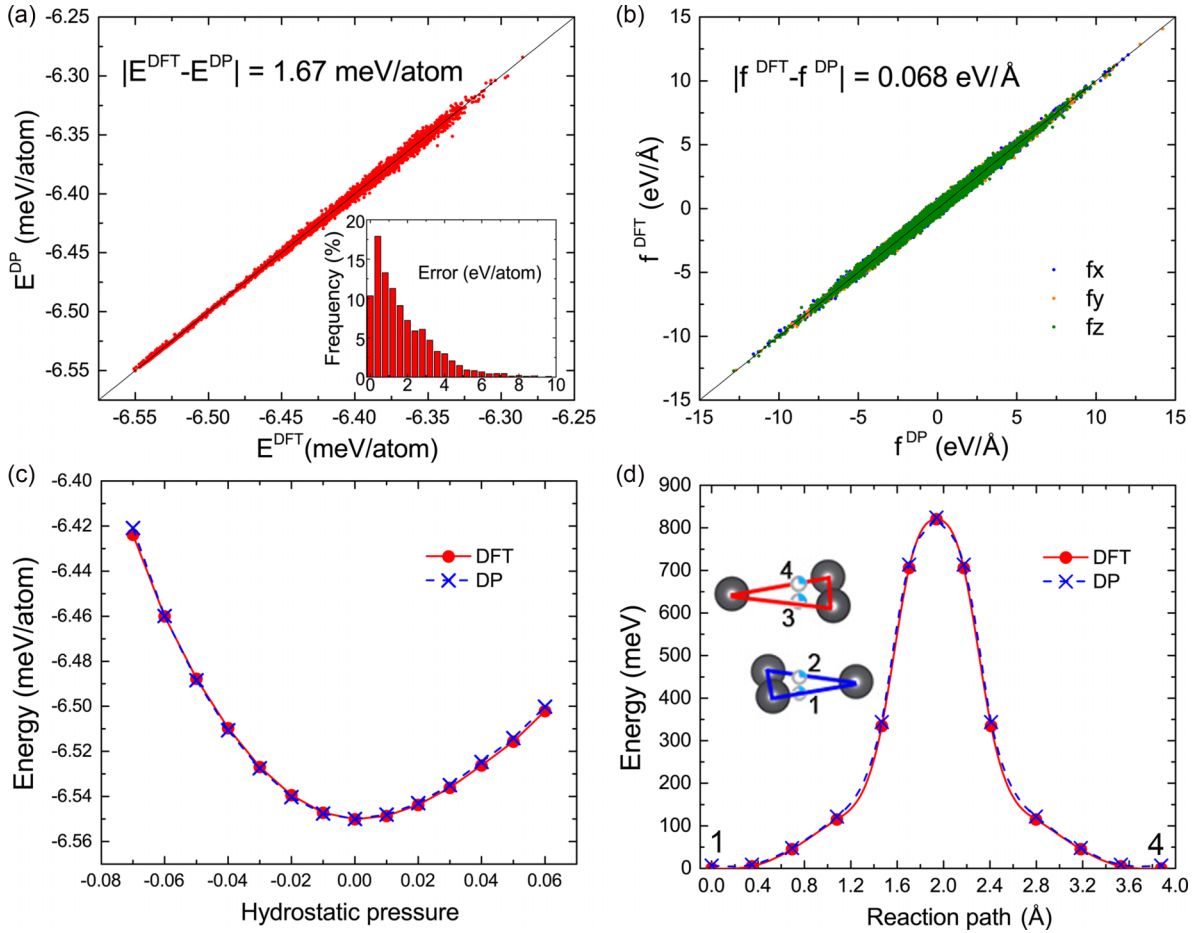 (a)
|E^DFT-E^DP| = 1.67 meV/atom
-6.25
-6.30
-6.35
-6.40
-6.45
-6.50
-6.55
E^DP (meV/atom)
20
15
10
5
0
Frequency (%)
Error (eV/atom)
0 2 4 6 8 10
-6.55 -6.50 -6.45 -6.40 -6.35 -6.30 -6.25
E^DFT(meV/atom)
(b)
|f^DFT-f^DP| = 0.068 eV/Å
15
10
5
0
-5
-10
-15
f^DFT (eV/Å)
fx
fy
fz
-15 -10 -5 0 5 10 15
f^DP (eV/Å)
(c)
-6.40
-6.42
-6.44
-6.46
-6.48
-6.50
-6.52
-6.54
-6.56
Energy (meV/atom)
DFT
DP
-0.08 -0.06 -0.04 -0.02 0.00 0.02 0.04 0.06
Hydrostatic pressure
(d)
900
800
700
600
500
400
300
200
100
0
Energy (meV)
DFT
DP
4
3
2
1
1
4
0.0 0.4 0.8 1.2 1.6 2.0 2.4 2.8 3.2 3.6 4.0
Reaction path (Å)